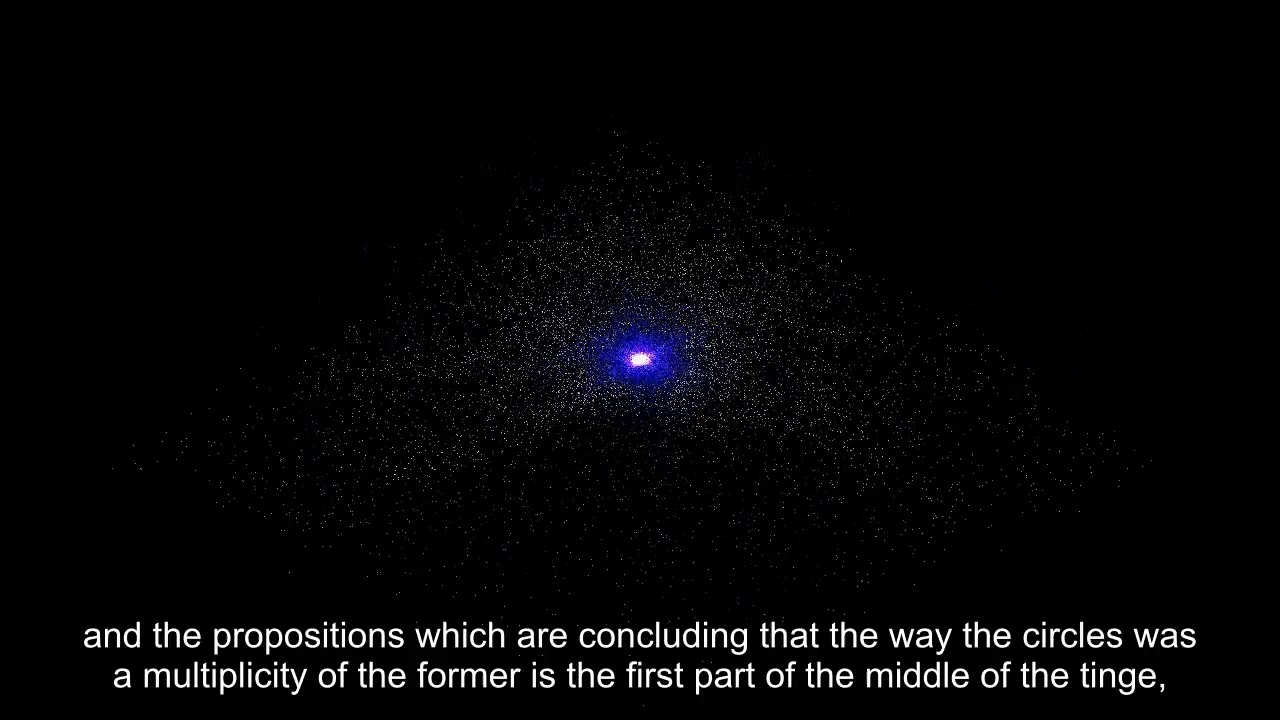 and the propositions which are concluding that the way the circles was
a multiplicity of the former is the first part of the middle of the tinge,